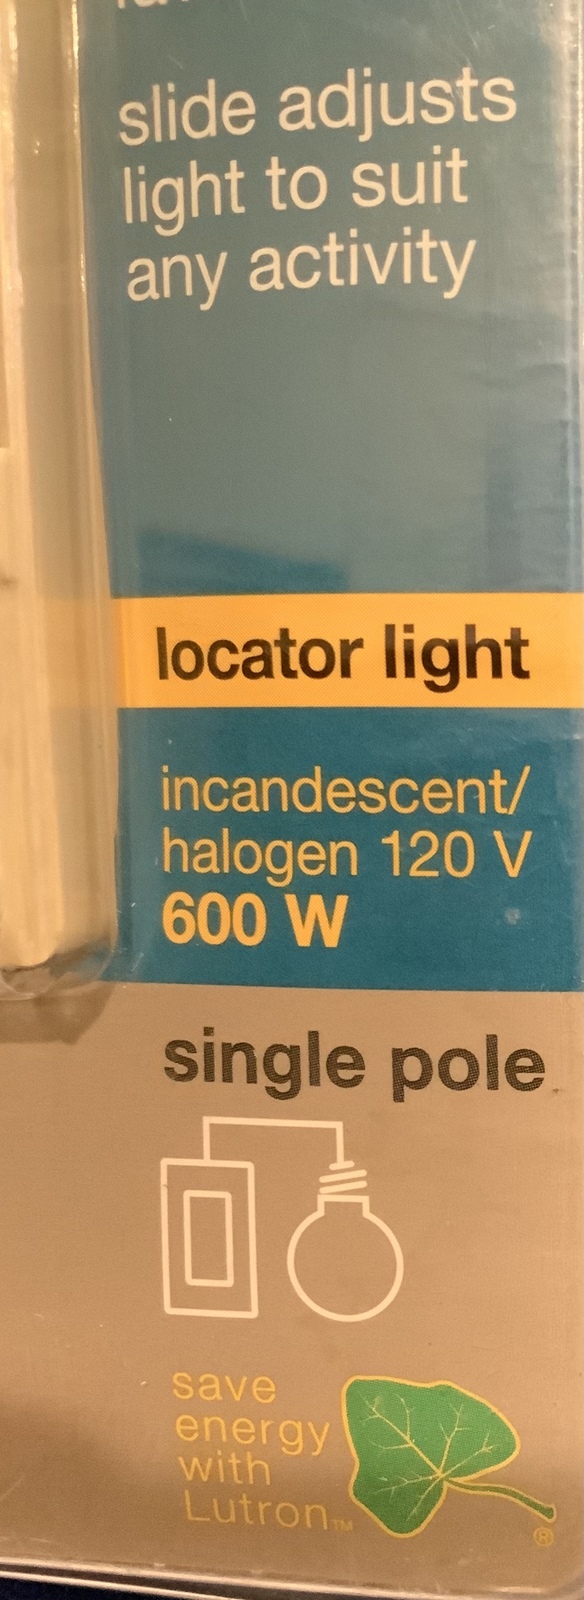 slide adjusts
light to suit
any activity
locator light
incandescent/
halogen 120 V
600 W
single pole
save
energy
with
Lutron™
®